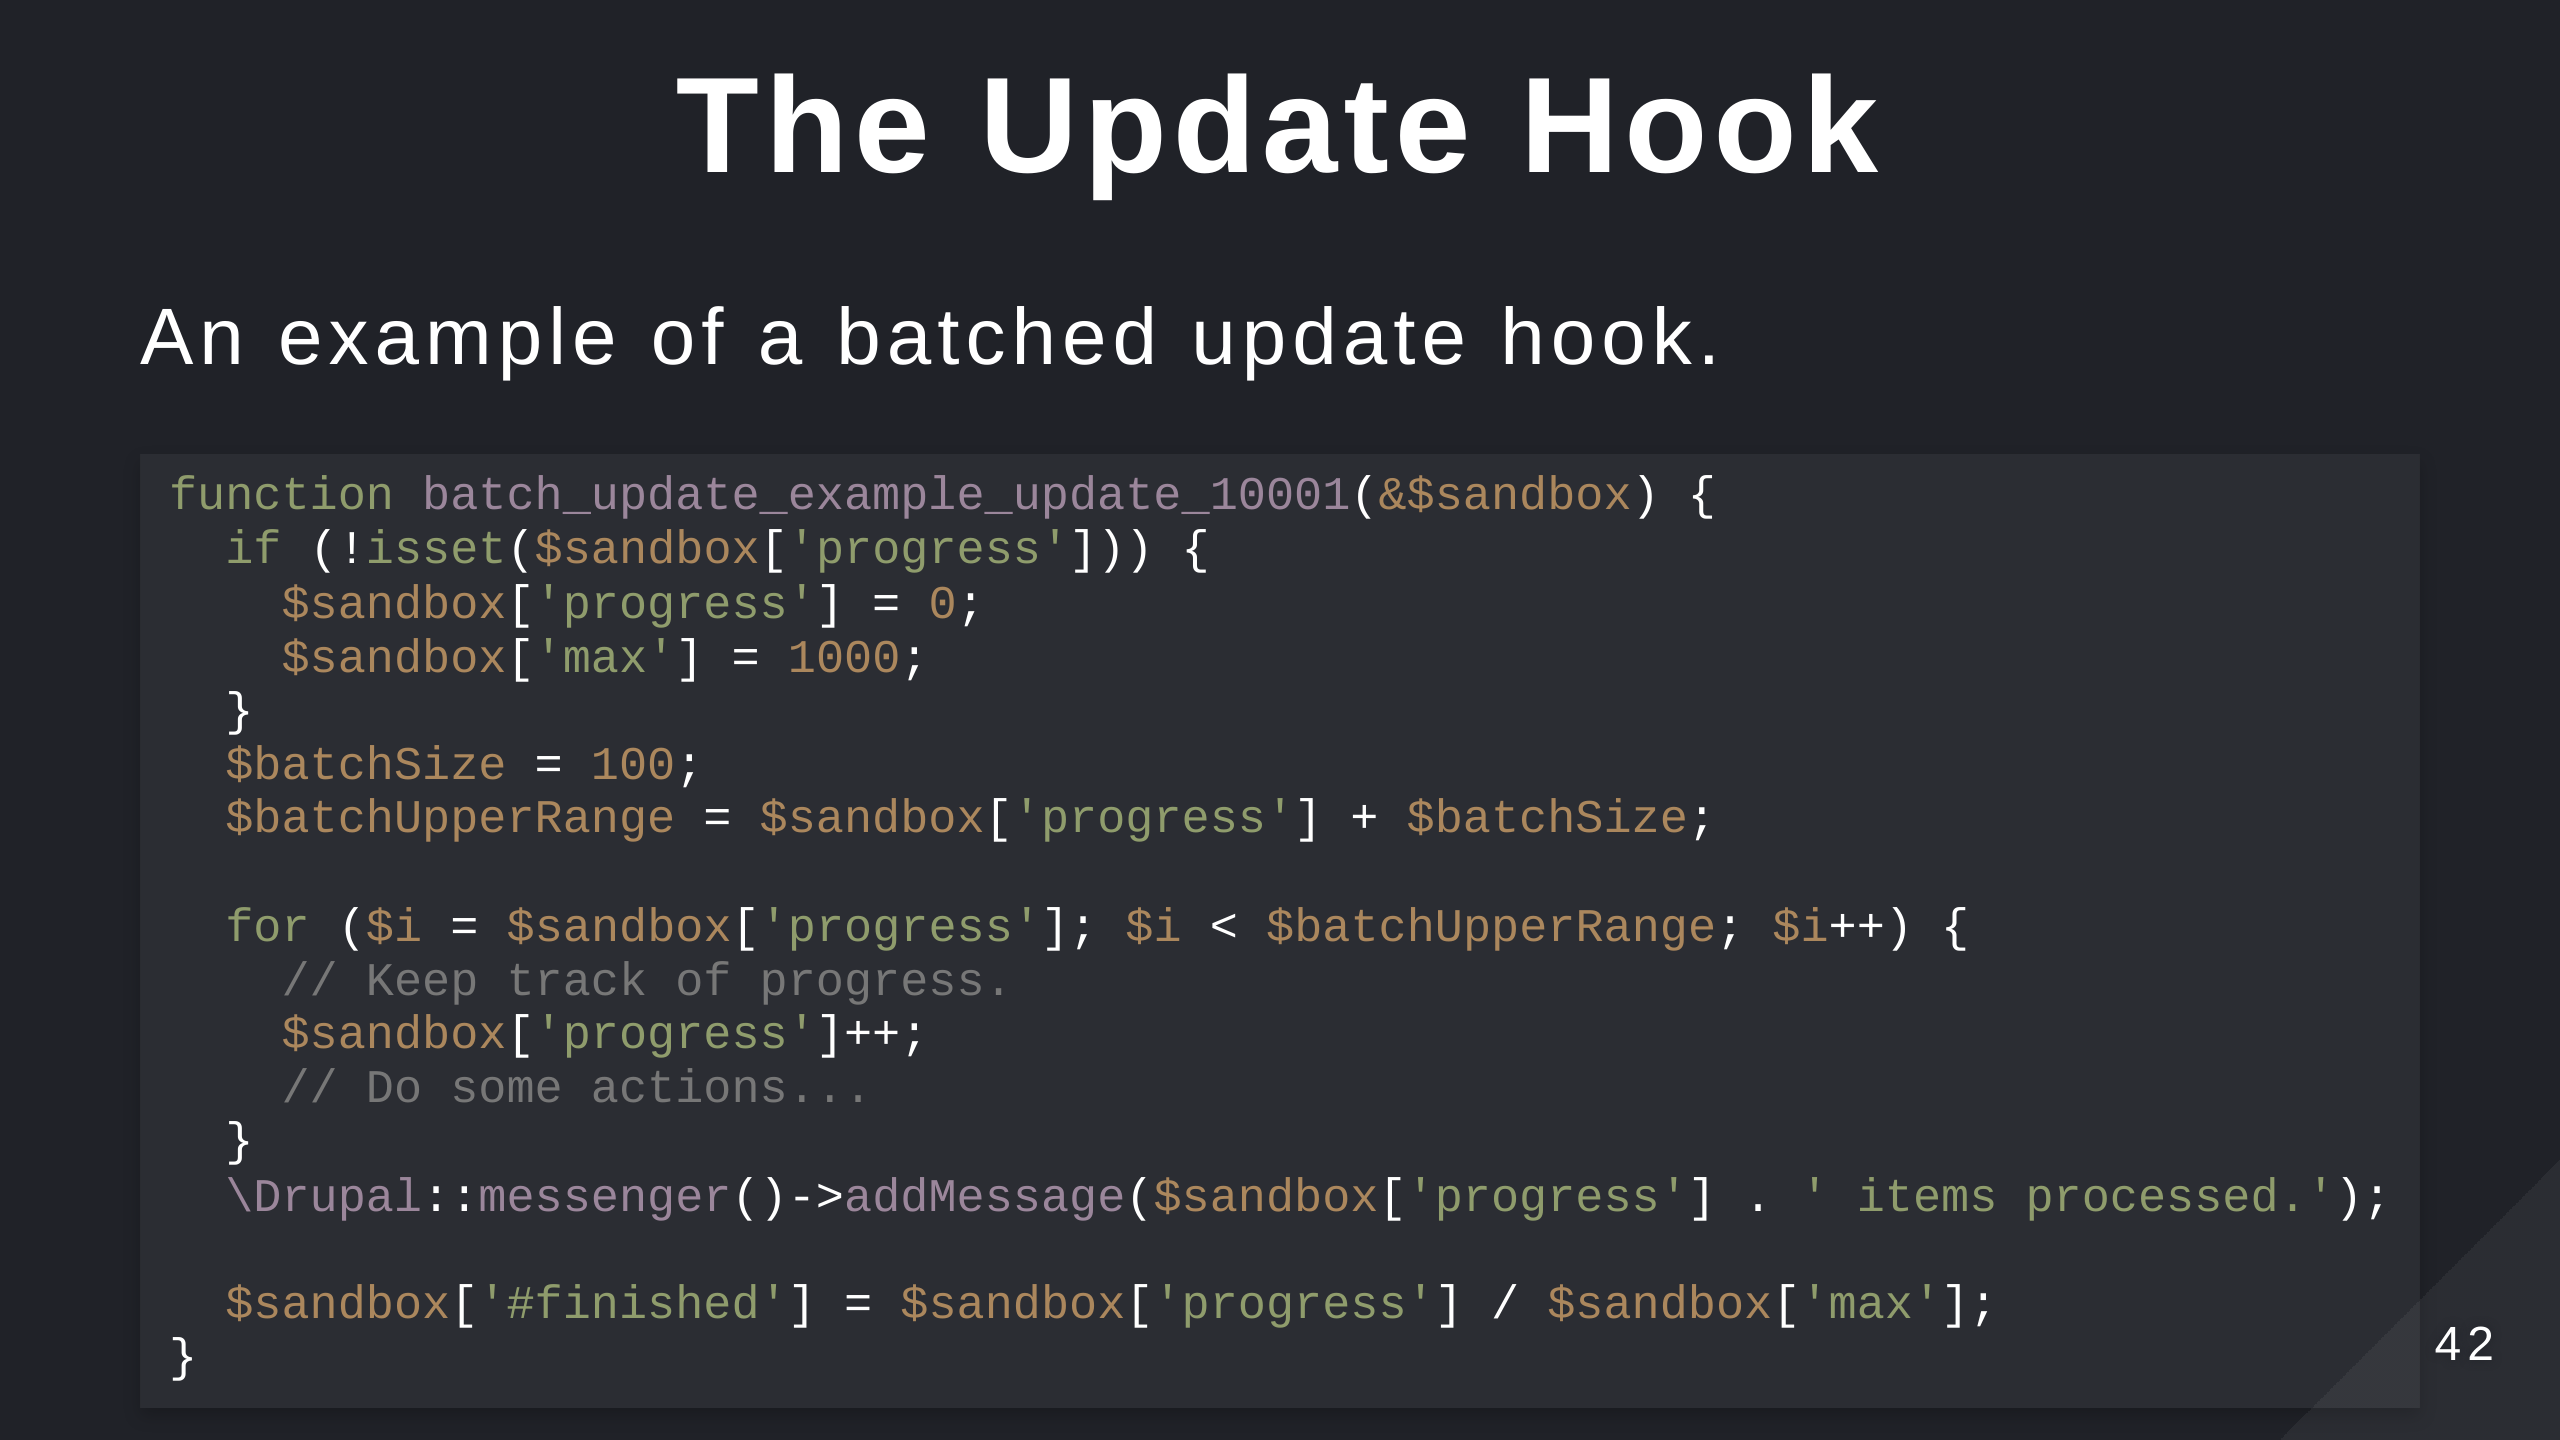 The Update Hook
An example of a batched update hook.
function batch_update_example_update_10001(&$sandbox) {
  if (!isset($sandbox['progress'])) {
    $sandbox['progress'] = 0;
    $sandbox['max'] = 1000;
  }
  $batchSize = 100;
  $batchUpperRange = $sandbox['progress'] + $batchSize;

  for ($i = $sandbox['progress']; $i < $batchUpperRange; $i++) {
    // Keep track of progress.
    $sandbox['progress']++;
    // Do some actions...
  }
  \Drupal::messenger()->addMessage($sandbox['progress'] . ' items processed.');

  $sandbox['#finished'] = $sandbox['progress'] / $sandbox['max'];
}
42